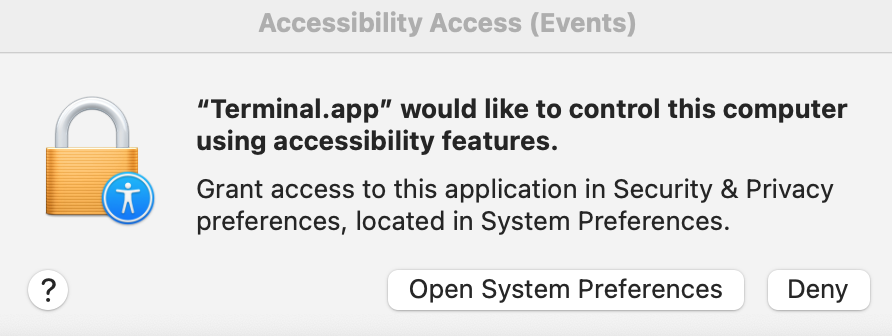 Accessibility Access (Events)
“Terminal.app” would like to control this computer
using accessibility features.
Grant access to this application in Security & Privacy
preferences, located in System Preferences.
?
Open System Preferences
Deny